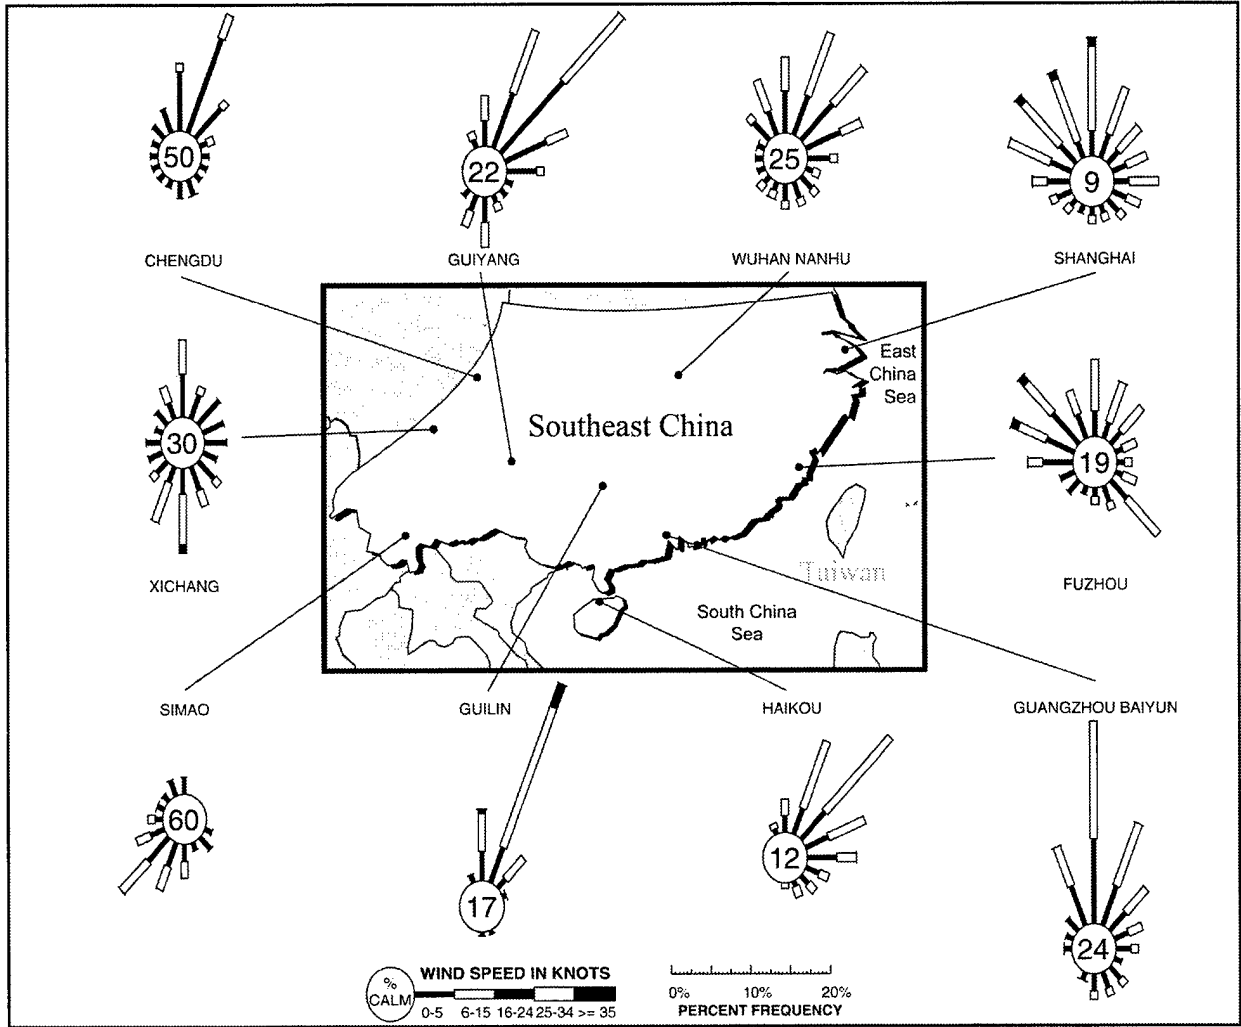 50
22
25
9
CHENGDU
GUIYANG
WUHAN NANHU
SHANGHAI
East
China
Sea
Southeast China
30
19
XICHANG
Taiwan
FUZHOU
South China
Sea
SIMAO
GUILIN
HAIKOU
GUANGZHOU BAIYUN
60
17
12
24
%
CALM
WIND SPEED IN KNOTS
0-5 6-15 16-24 25-34 >= 35
0% 10% 20%
PERCENT FREQUENCY